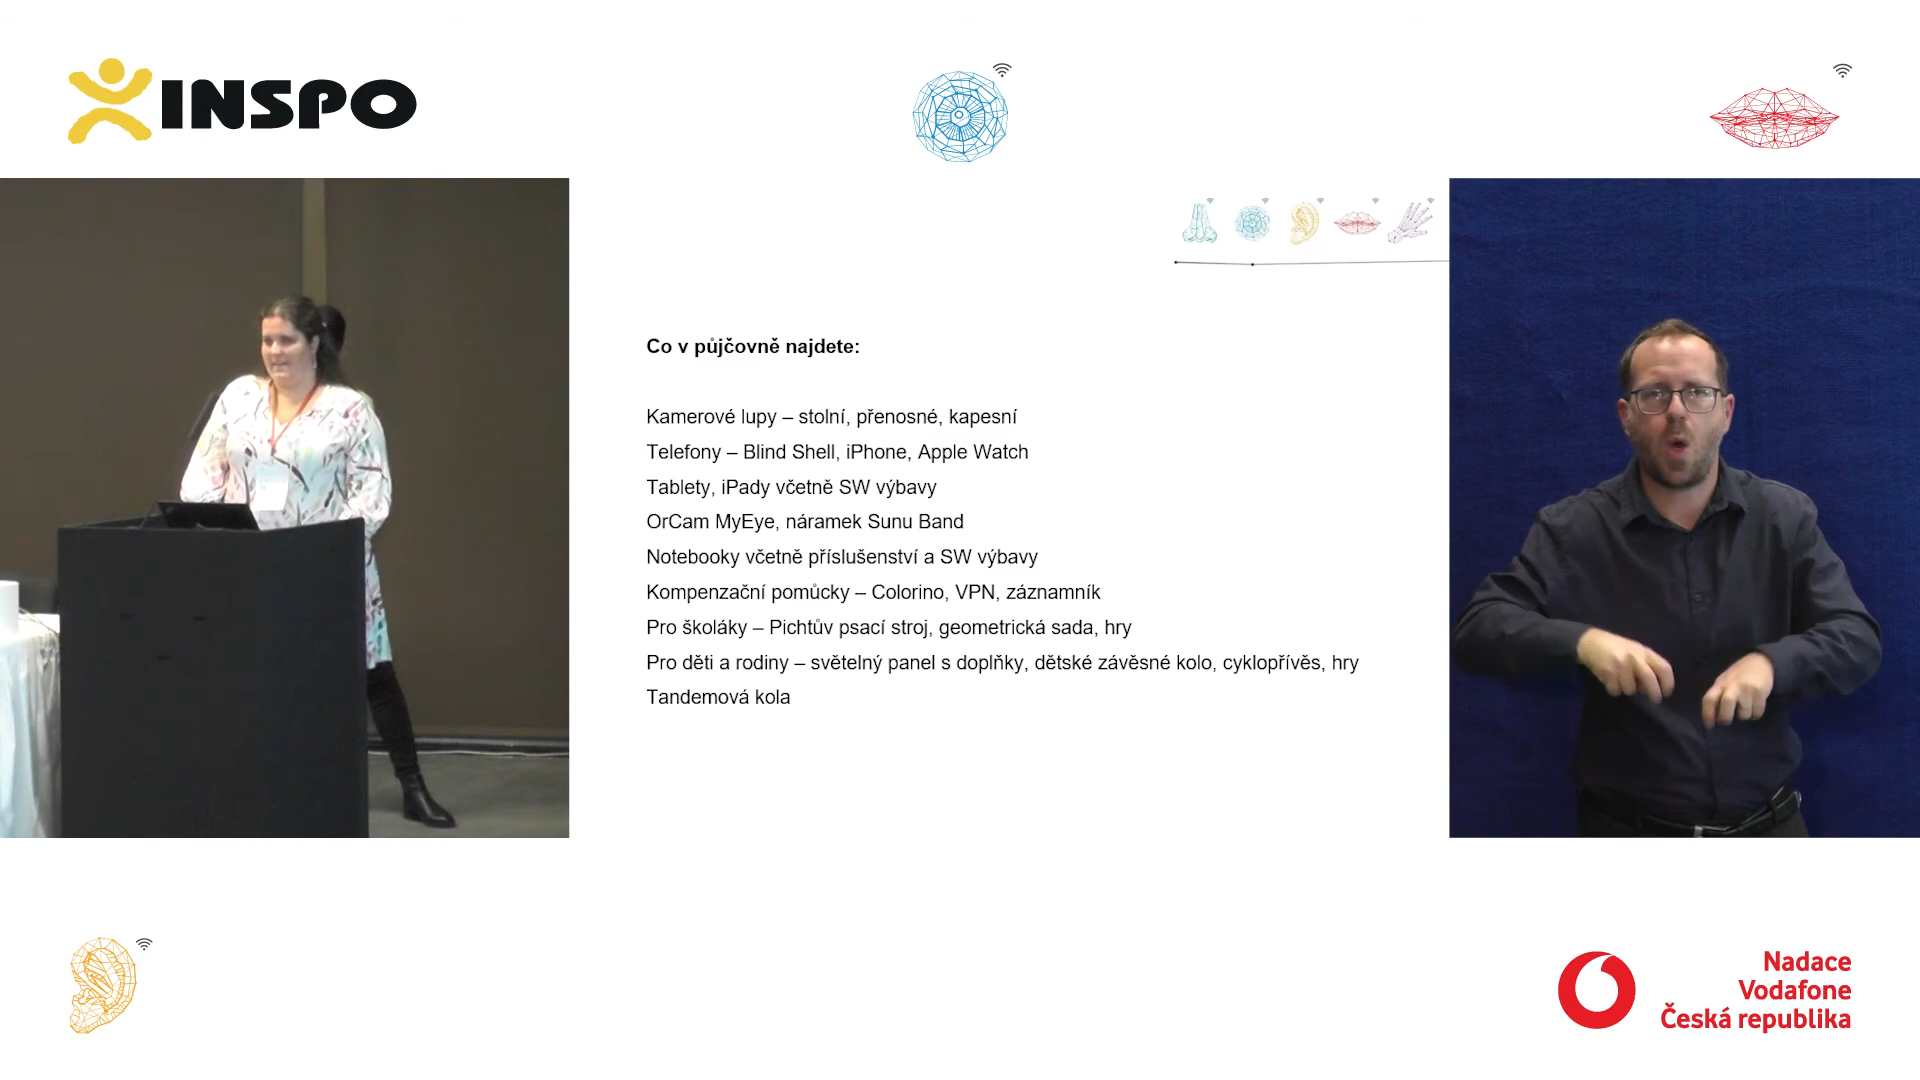 INSPO
Co v půjčovně najdete:
Kamerové lupy – stolní, přenosné, kapesní
Telefony – Blind Shell, iPhone, Apple Watch
Tablety, iPady včetně SW výbavy
OrCam MyEye, náramek Sunu Band
Notebooky včetně příslušenství a SW výbavy
Kompenzační pomůcky – Colorino, VPN, záznamník
Pro školáky – Pichtův psací stroj, geometrická sada, hry
Pro děti a rodiny – světelný panel s doplňky, dětské závěsné kolo, cyklopřívěs, hry
Tandemová kola
Nadace
Vodafone
Česká republika